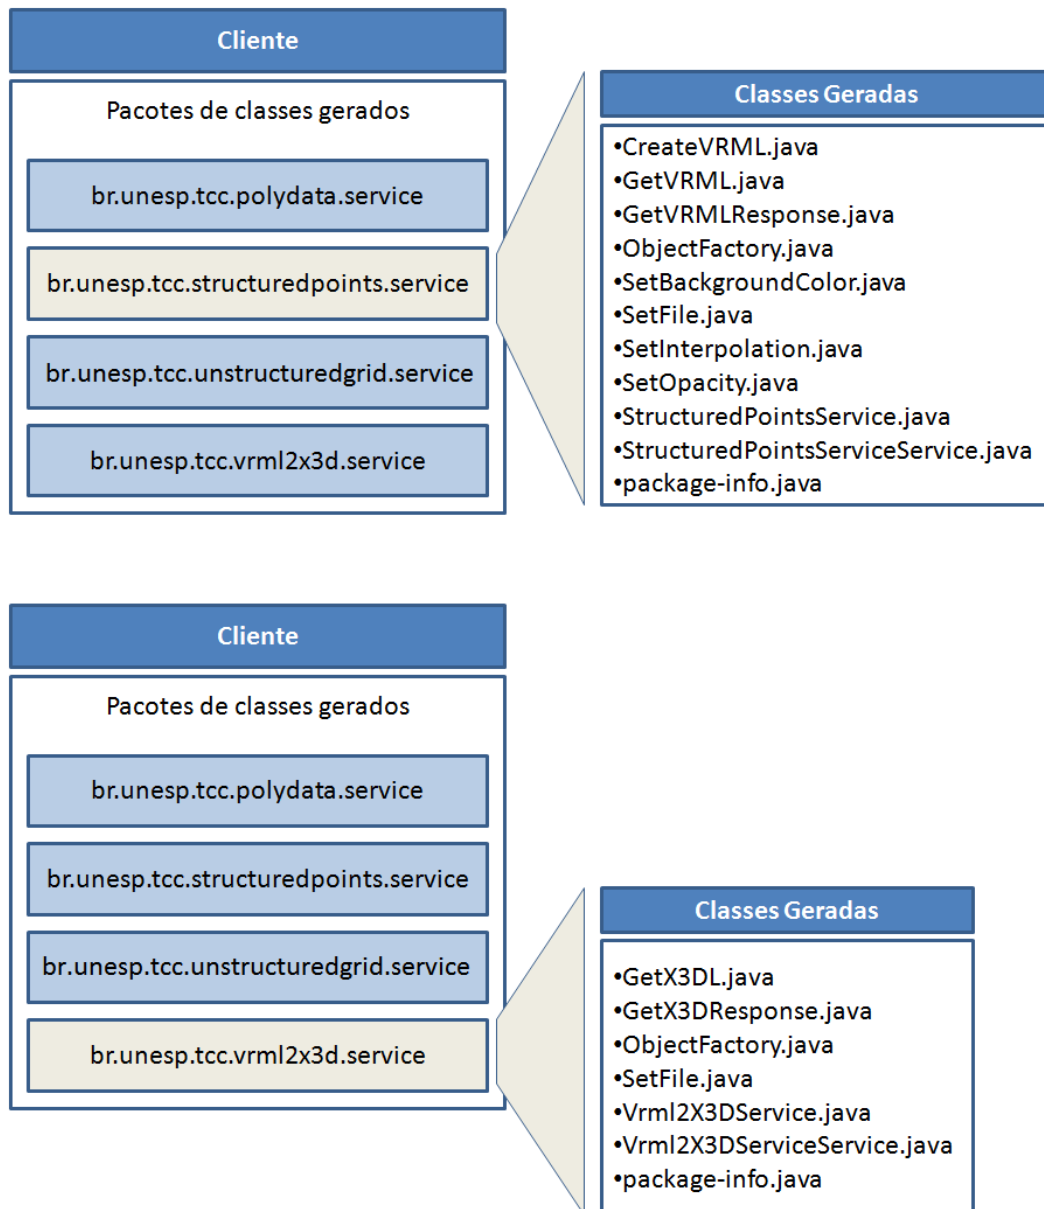 Cliente
Pacotes de classes gerados
br.unesp.tcc.polydata.service
br.unesp.tcc.structuredpoints.service
br.unesp.tcc.unstructuredgrid.service
br.unesp.tcc.vrml2x3d.service
Classes Geradas
•CreateVRML.java
•GetVRML.java
•GetVRMLResponse.java
•ObjectFactory.java
•SetBackgroundColor.java
•SetFile.java
•SetInterpolation.java
•SetOpacity.java
•StructuredPointsService.java
•StructuredPointsServiceService.java
•package-info.java
Cliente
Pacotes de classes gerados
br.unesp.tcc.polydata.service
br.unesp.tcc.structuredpoints.service
br.unesp.tcc.unstructuredgrid.service
br.unesp.tcc.vrml2x3d.service
Classes Geradas
•GetX3DL.java
•GetX3DResponse.java
•ObjectFactory.java
•SetFile.java
•Vrml2X3DService.java
•Vrml2X3DServiceService.java
•package-info.java